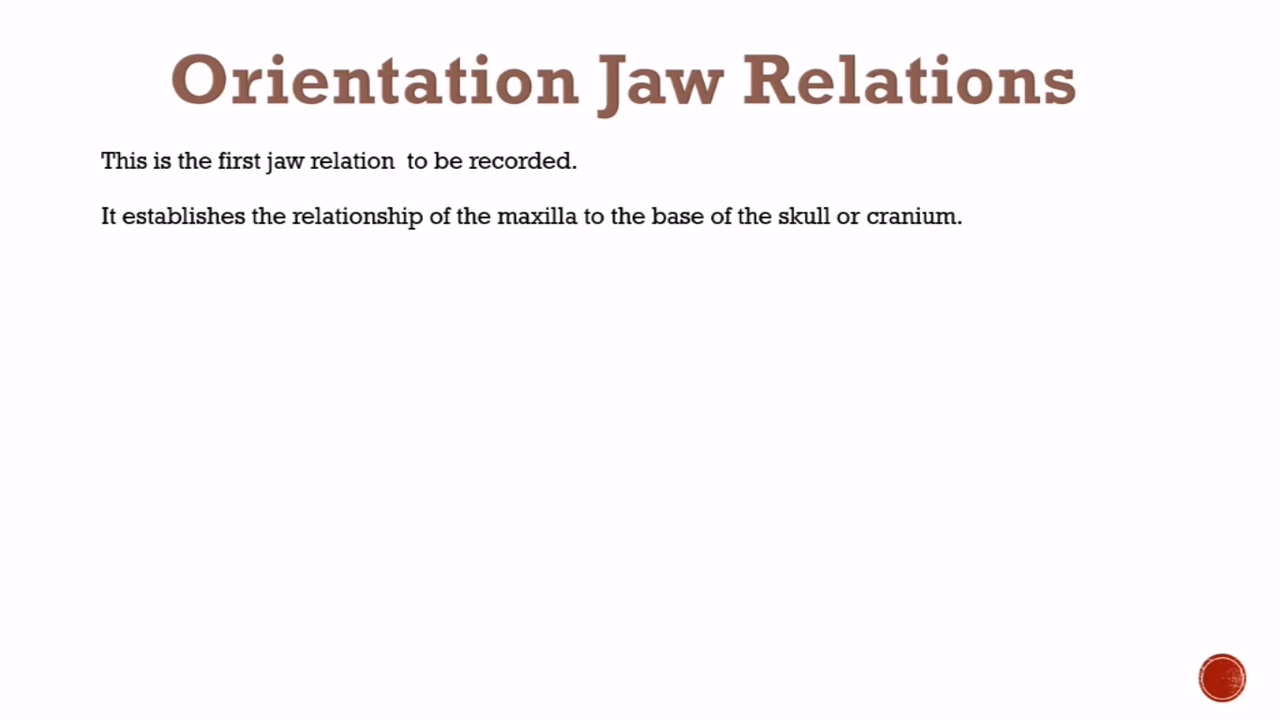 Orientation Jaw Relations
This is the first jaw relation  to be recorded.
It establishes the relationship of the maxilla to the base of the skull or cranium.